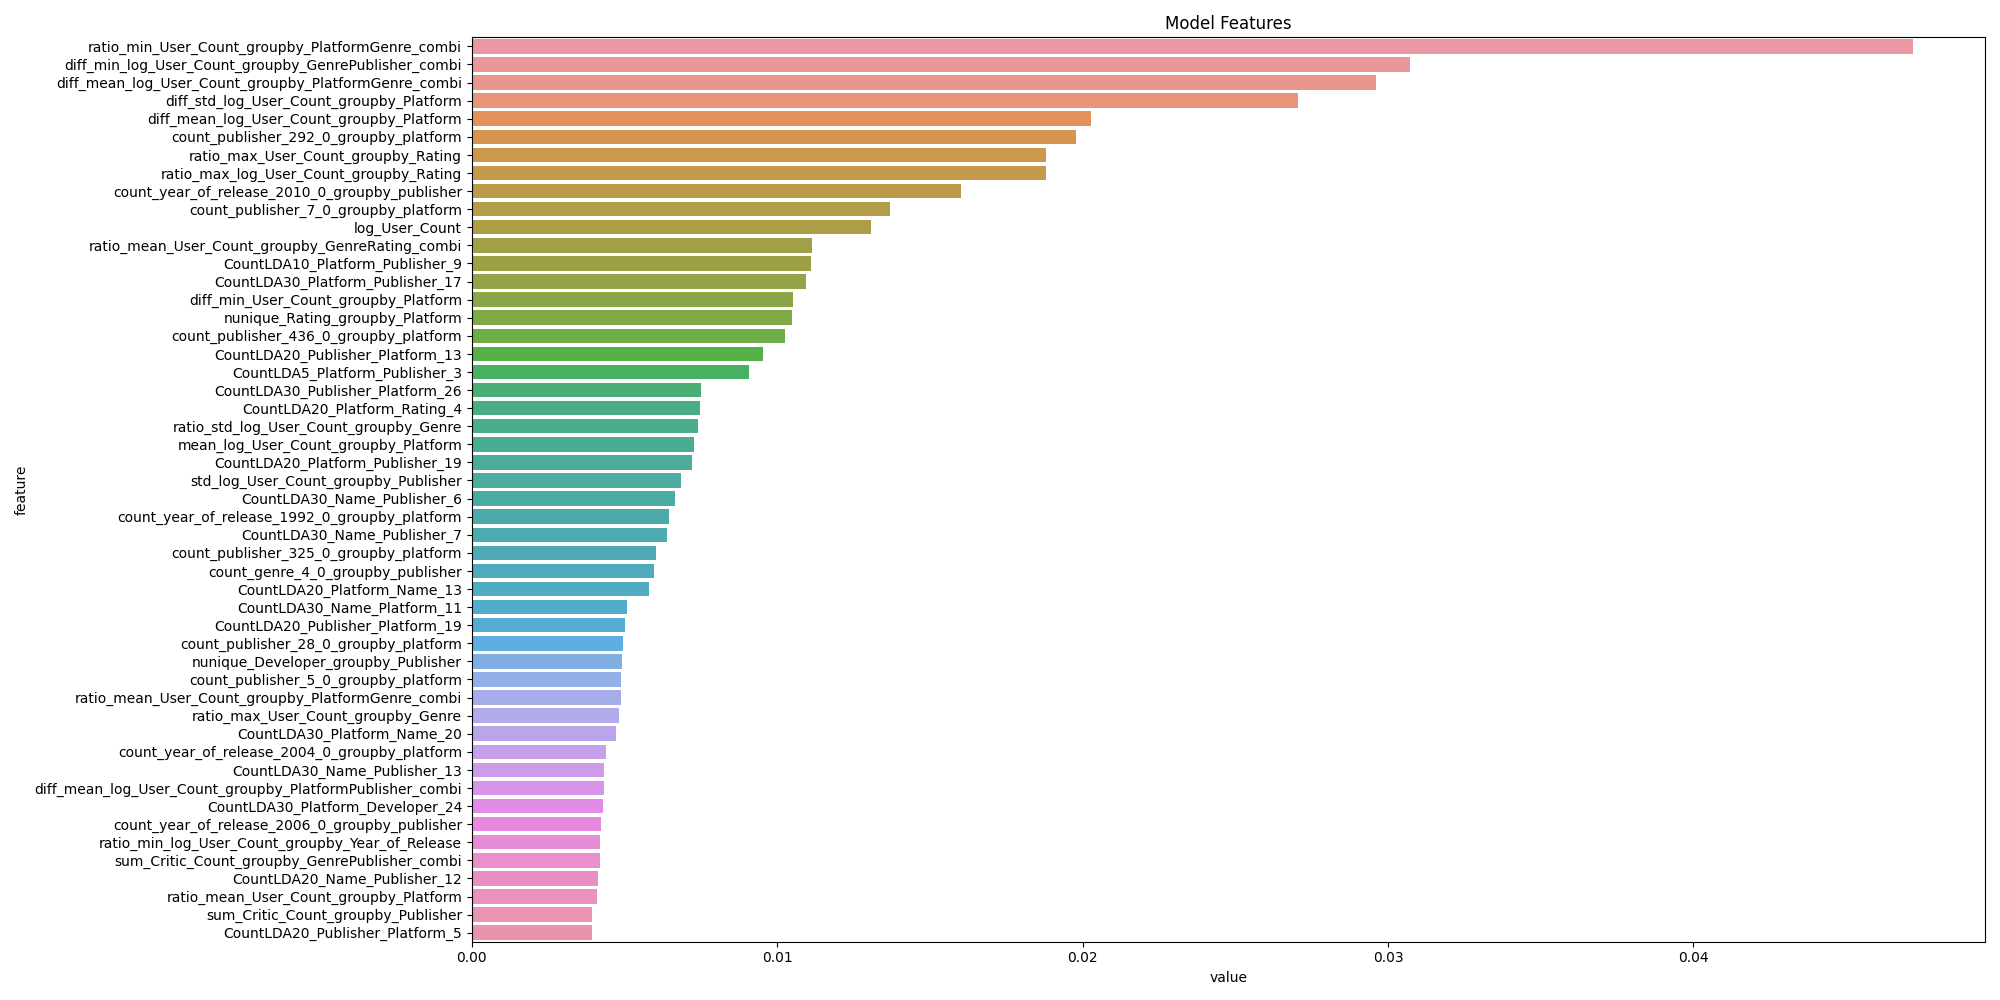 Model Features
ratio_min_User_Count_groupby_PlatformGenre_combi
diff_min_log_User_Count_groupby_GenrePublisher_combi
diff_mean_log_User_Count_groupby_PlatformGenre_combi
diff_std_log_User_Count_groupby_Platform
diff_mean_log_User_Count_groupby_Platform
count_publisher_292_0_groupby_platform
ratio_max_User_Count_groupby_Rating
ratio_max_log_User_Count_groupby_Rating
count_year_of_release_2010_0_groupby_publisher
count_publisher_7_0_groupby_platform
log_User_Count
ratio_mean_User_Count_groupby_GenreRating_combi
CountLDA10_Platform_Publisher_9
CountLDA30_Platform_Publisher_17
diff_min_User_Count_groupby_Platform
nunique_Rating_groupby_Platform
count_publisher_436_0_groupby_platform
CountLDA20_Publisher_Platform_13
CountLDA5_Platform_Publisher_3
CountLDA30_Publisher_Platform_26
CountLDA20_Platform_Rating_4
ratio_std_log_User_Count_groupby_Genre
mean_log_User_Count_groupby_Platform
CountLDA20_Platform_Publisher_19
std_log_User_Count_groupby_Publisher
CountLDA30_Name_Publisher_6
count_year_of_release_1992_0_groupby_platform
CountLDA30_Name_Publisher_7
count_publisher_325_0_groupby_platform
count_genre_4_0_groupby_publisher
CountLDA20_Platform_Name_13
CountLDA30_Name_Platform_11
CountLDA20_Publisher_Platform_19
count_publisher_28_0_groupby_platform
nunique_Developer_groupby_Publisher
count_publisher_5_0_groupby_platform
ratio_mean_User_Count_groupby_PlatformGenre_combi
ratio_max_User_Count_groupby_Genre
CountLDA30_Platform_Name_20
count_year_of_release_2004_0_groupby_platform
CountLDA30_Name_Publisher_13
diff_mean_log_User_Count_groupby_PlatformPublisher_combi
CountLDA30_Platform_Developer_24
count_year_of_release_2006_0_groupby_publisher
ratio_min_log_User_Count_groupby_Year_of_Release
sum_Critic_Count_groupby_GenrePublisher_combi
CountLDA20_Name_Publisher_12
ratio_mean_User_Count_groupby_Platform
sum_Critic_Count_groupby_Publisher
CountLDA20_Publisher_Platform_5
feature
0.00 0.01 0.02 0.03 0.04
value